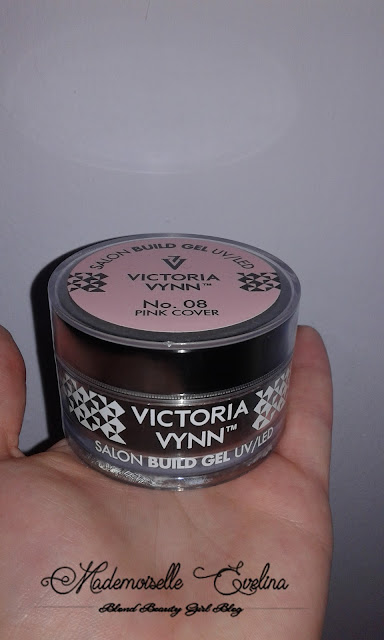 SALON BUILD GEL UV/LED
VICTORIA
VYNN™
No. 08
PINK COVER
VICTORIA
VYNN™
SALON BUILD GEL UV/LED
Mademoiselle Evelina
Blond Beauty Girl Blog